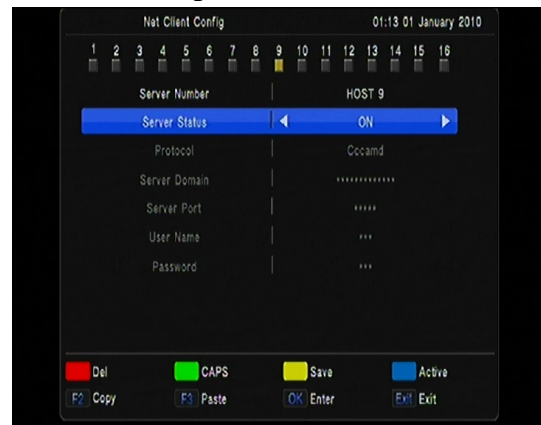 Net Client Config 01:13 01 January 2010
1 2 3 4 5 6 7 8 9 10 11 12 13 14 15 16
Server Number HOST 9
Server Status ON
Protocol Cccamd
Server Domain *************
Server Port *****
User Name ***
Password ***
Del CAPS Save Active
F2 Copy F3 Paste OK Enter Exit Exit